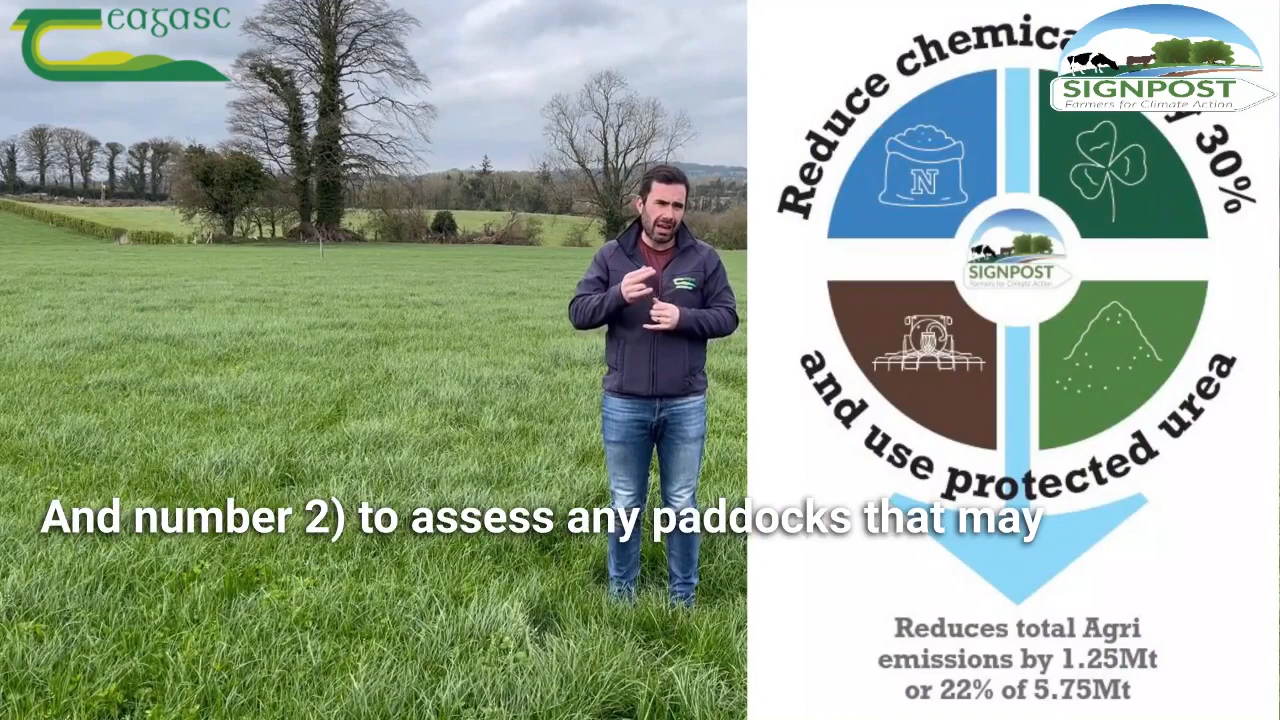 Teagasc
SIGNPOST
Farmers for Climate Action
Reduce chemica
y 30%
N
SIGNPOST
Farmers for Climate Action
and use protected urea
And number 2) to assess any paddocks that may
Reduces total Agri
emissions by 1.25Mt
or 22% of 5.75Mt